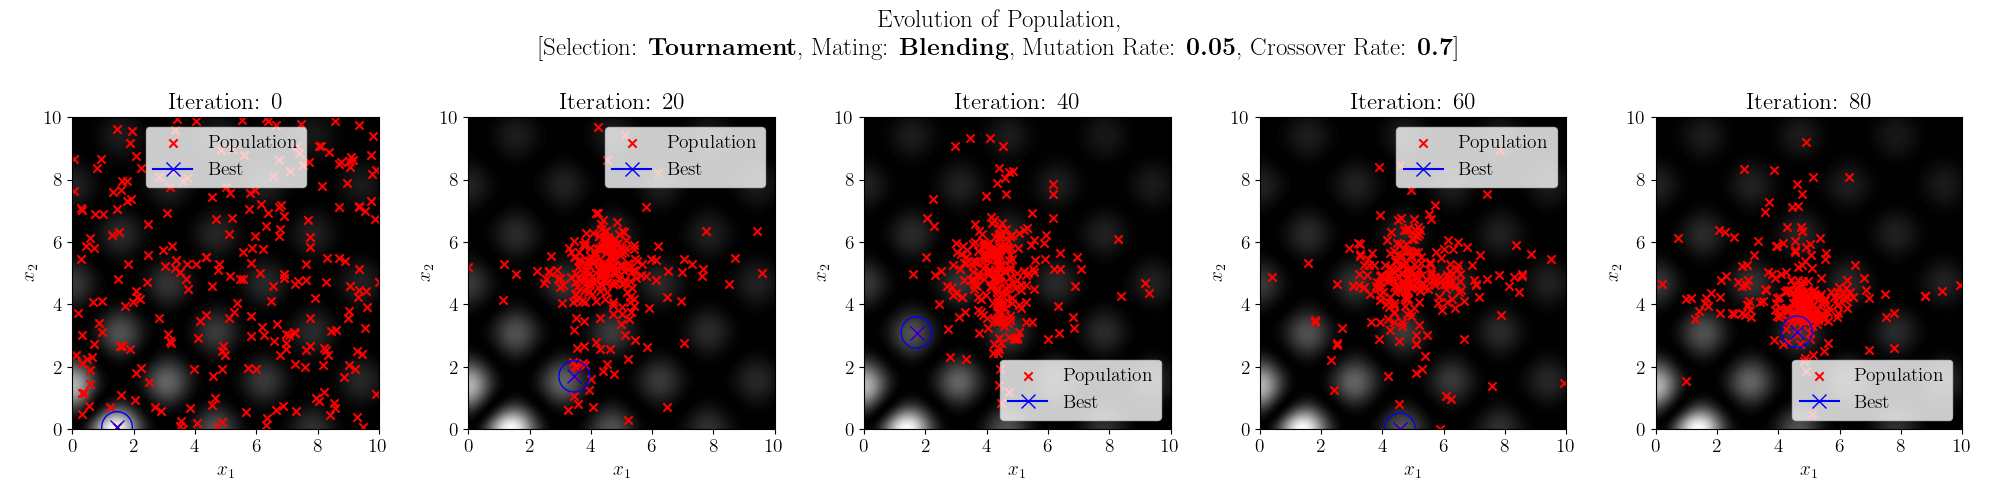 Evolution of Population,
[Selection: Tournament, Mating: Blending, Mutation Rate: 0.05, Crossover Rate: 0.7]
Iteration: 0
10
8
6
4
2
0
x2
0 2 4 6 8 10
x1
Population
Best
Iteration: 20
10
8
6
4
2
0
x2
0 2 4 6 8 10
x1
Population
Best
Iteration: 40
10
8
6
4
2
0
x2
0 2 4 6 8 10
x1
Population
Best
Iteration: 60
10
8
6
4
2
0
x2
0 2 4 6 8 10
x1
Population
Best
Iteration: 80
10
8
6
4
2
0
x2
0 2 4 6 8 10
x1
Population
Best